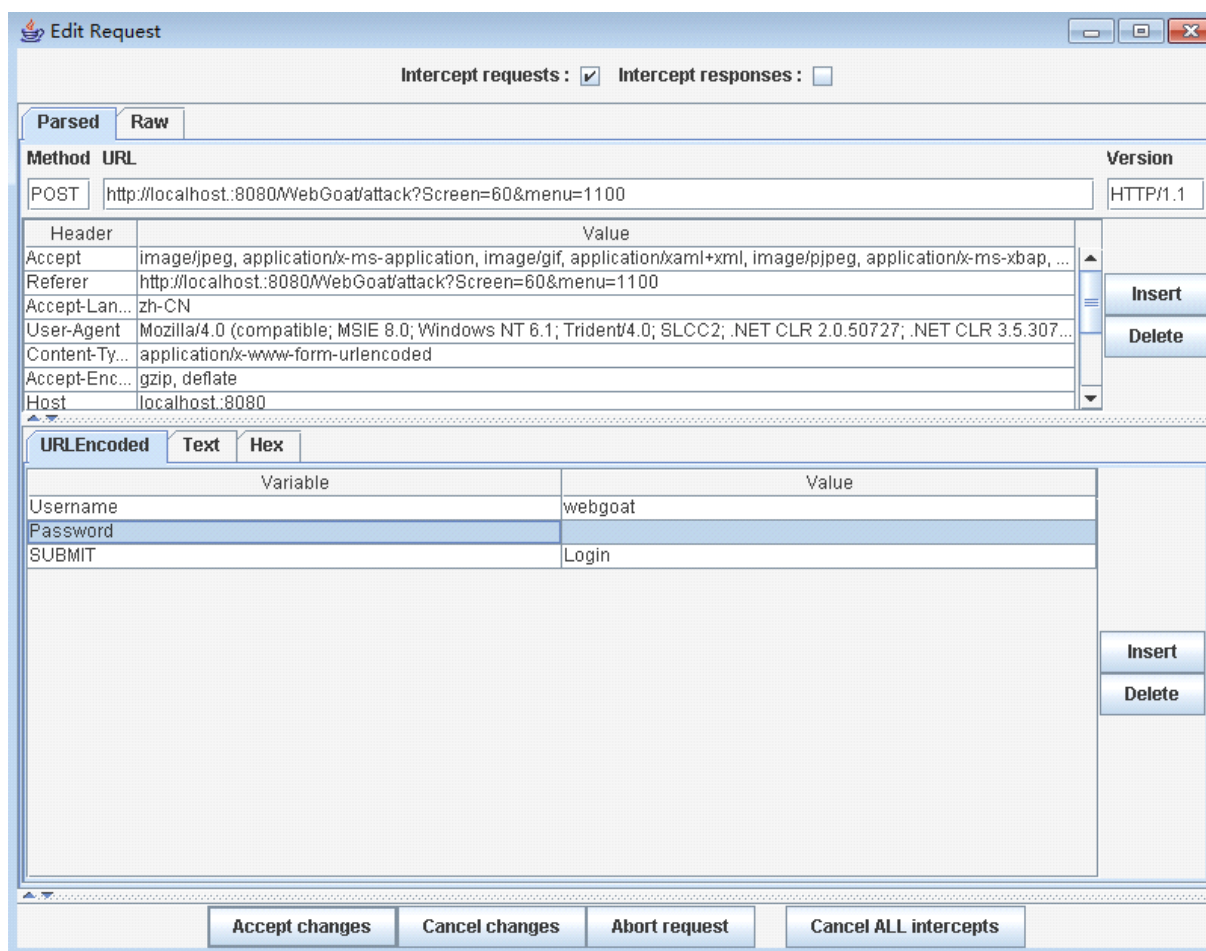 Edit Request
Intercept requests : Intercept responses :
Parsed Raw
Method URL Version
POST http://localhost.:8080/WebGoat/attack?Screen=60&menu=1100 HTTP/1.1
Header Value
Accept image/jpeg, application/x-ms-application, image/gif, application/xaml+xml, image/pjpeg, application/x-ms-xbap, ...
Referer http://localhost.:8080/WebGoat/attack?Screen=60&menu=1100
Insert
Accept-Lan... zh-CN
User-Agent Mozilla/4.0 (compatible; MSIE 8.0; Windows NT 6.1; Trident/4.0; SLCC2; .NET CLR 2.0.50727; .NET CLR 3.5.307...
Delete
Content-Ty... application/x-www-form-urlencoded
Accept-Enc... gzip, deflate
Host localhost.:8080
URLEncoded Text Hex
Variable Value
Username webgoat
Password
SUBMIT Login
Insert
Delete
Accept changes Cancel changes Abort request Cancel ALL intercepts